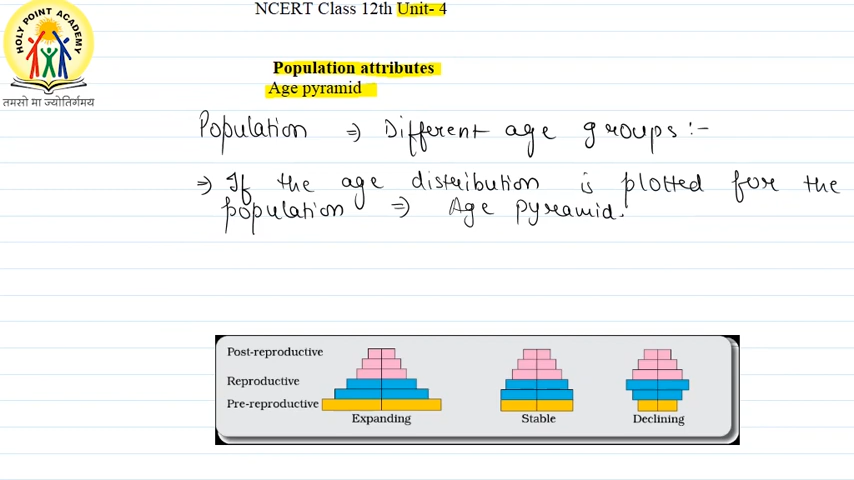 HOLY POINT ACADEMY
तमसो मा ज्योतिर्गमय
NCERT Class 12th Unit- 4
Population attributes
Age pyramid
Population ⇒ Different age groups :-
⇒ If the age distribution is plotted for the
population ⇒ Age pyramid.
Post-reproductive
Reproductive
Pre-reproductive
Expanding
Stable
Declining